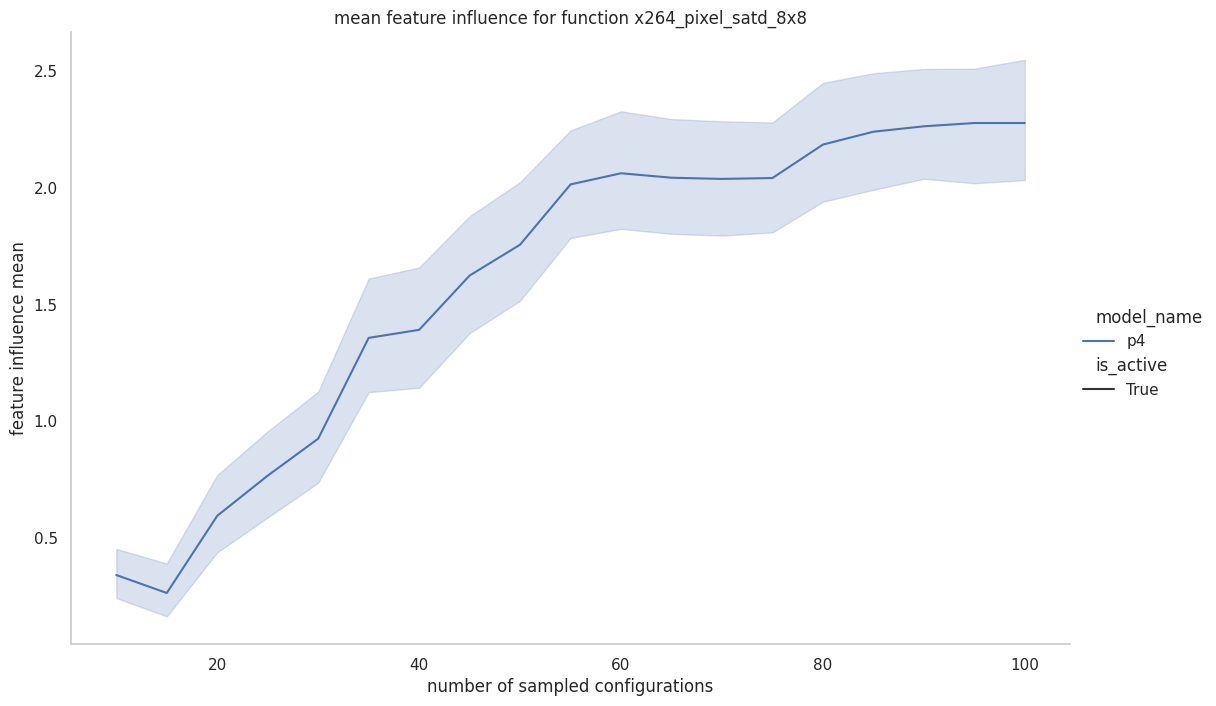 mean feature influence for function x264_pixel_satd_8x8
2.5
2.0
1.5
1.0
0.5
feature influence mean
20
40
60
80
100
number of sampled configurations
model_name
p4
is_active
True